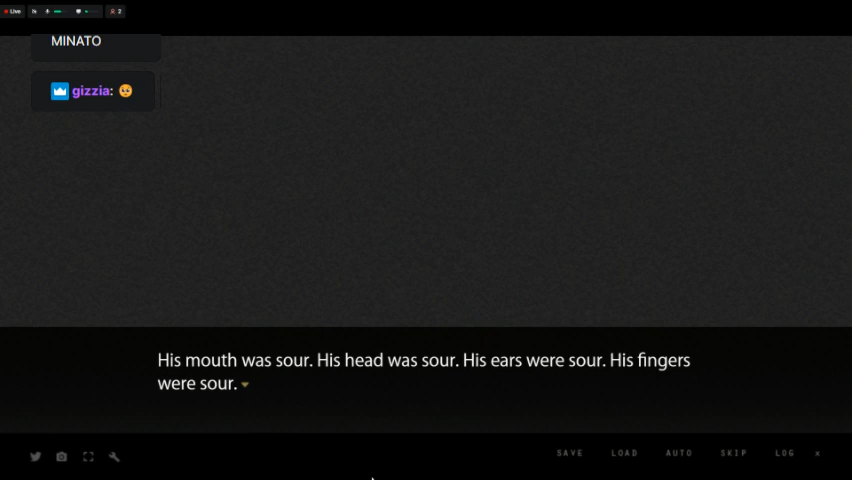 Live
2
MINATO
gizzia: 🥺
His mouth was sour. His head was sour. His ears were sour. His fingers
were sour.
SAVE LOAD AUTO SKIP LOG x